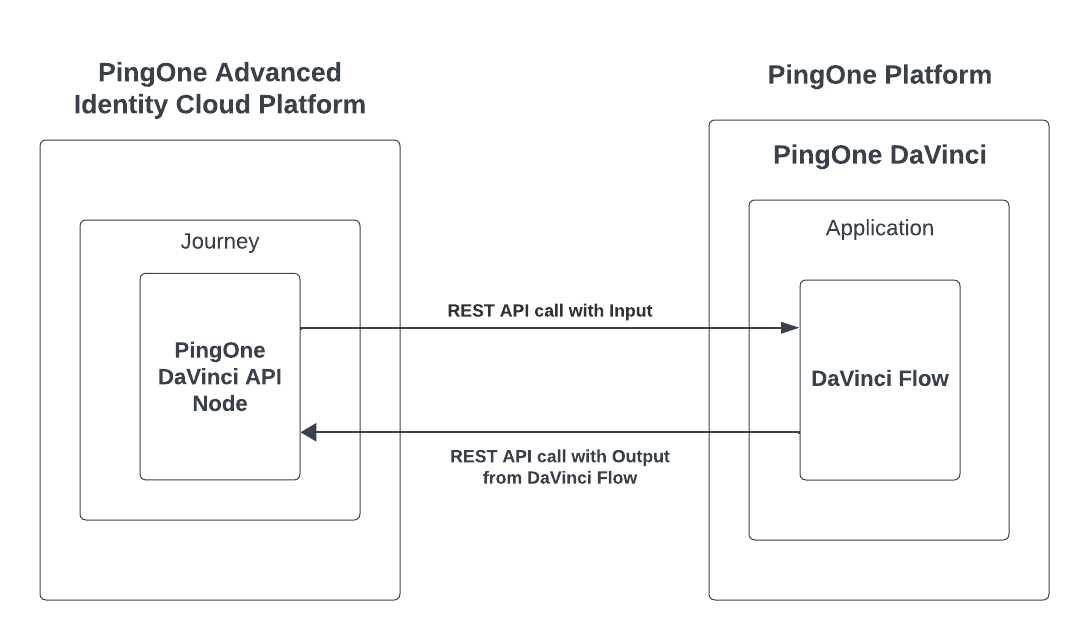 PingOne Advanced
Identity Cloud Platform
Journey
PingOne
DaVinci API
Node
REST API call with Input
REST API call with Output
from DaVinci Flow
PingOne Platform
PingOne DaVinci
Application
DaVinci Flow